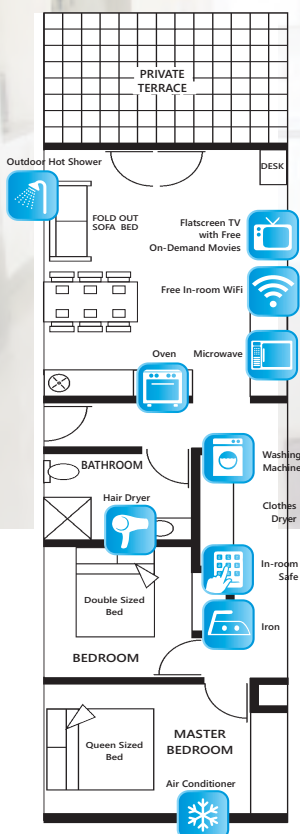 PRIVATE
TERRACE
Outdoor Hot Shower
DESK
FOLD OUT
SOFA BED
Flatscreen TV
with Free
On-Demand Movies
Free In-room WiFi
Oven
Microwave
BATHROOM
Washing
Machine
Hair Dryer
Clothes
Dryer
In-room
Safe
Double Sized
Bed
Iron
BEDROOM
MASTER
BEDROOM
Queen Sized
Bed
Air Conditioner